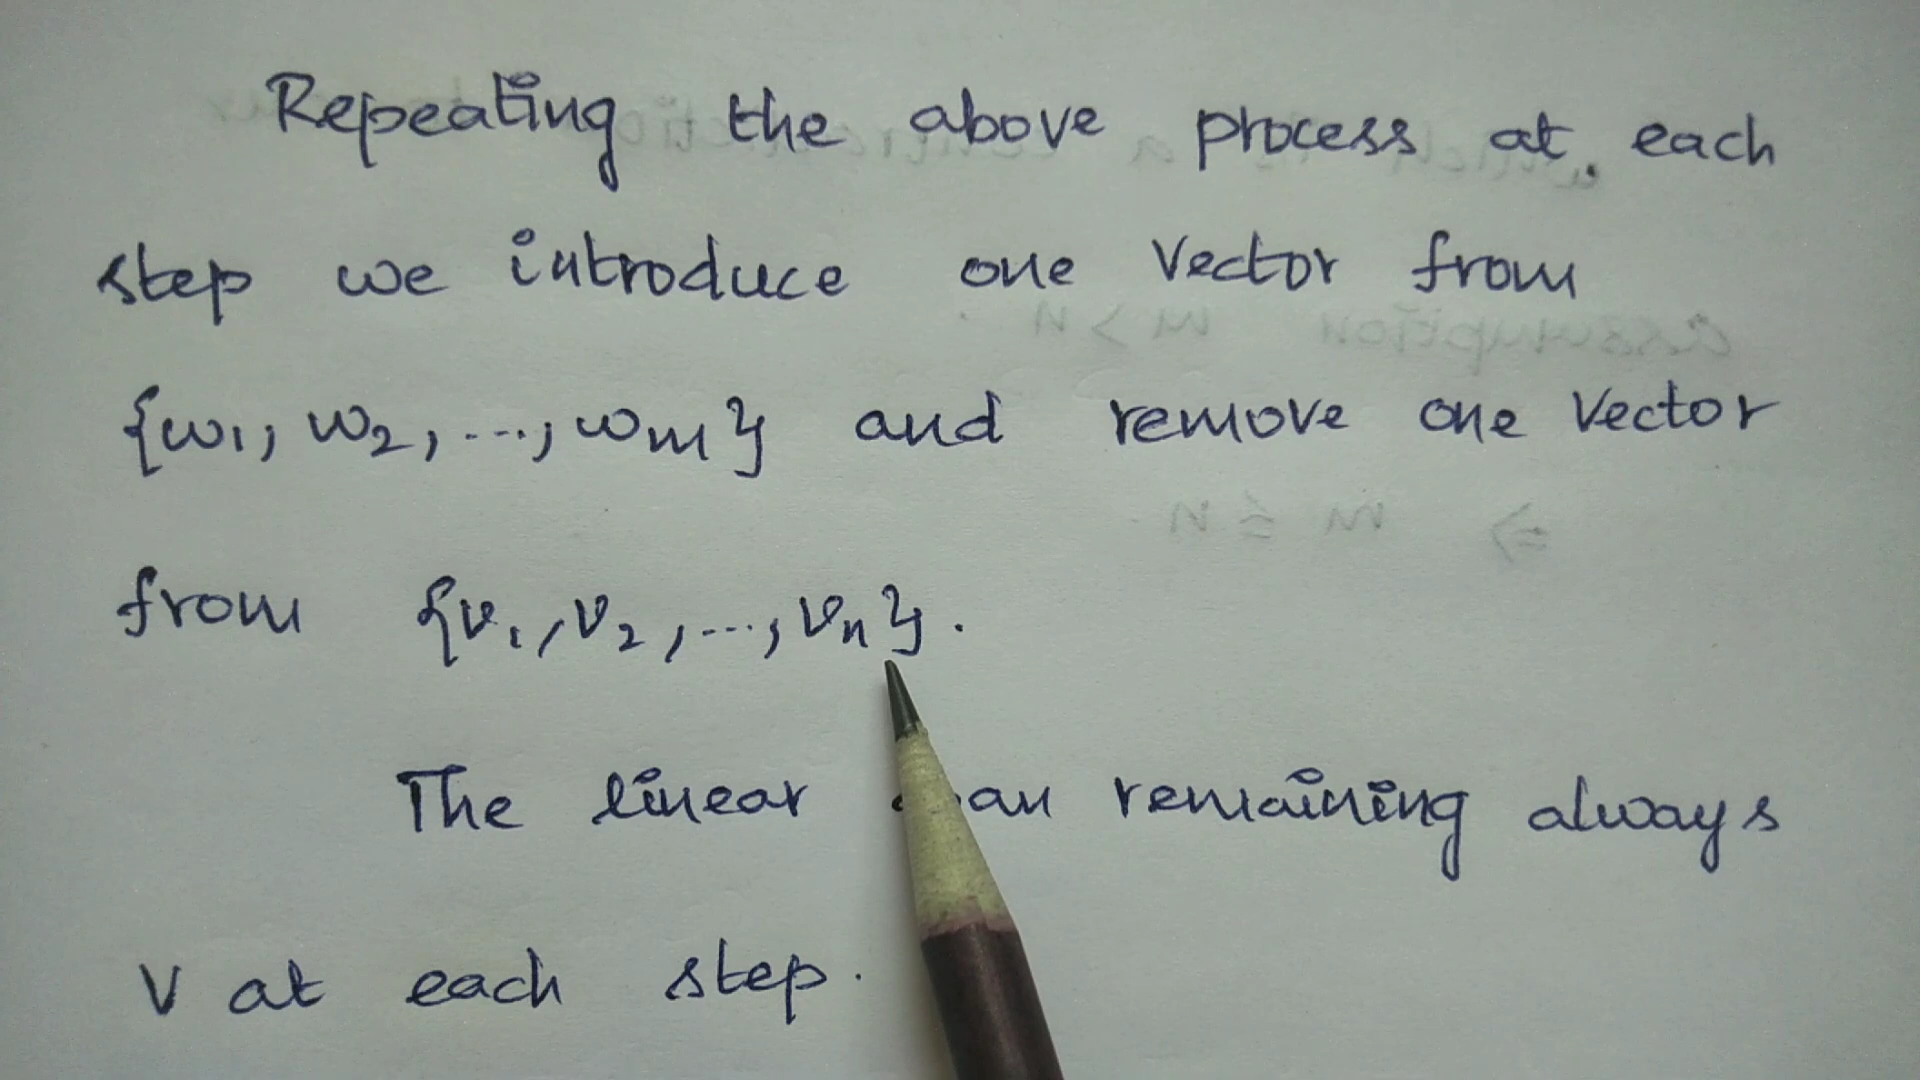 Repeating the above process at each
step we introduce one vector from
{w₁, w₂, ..., wₘ} and remove one vector
from {v₁, v₂, ..., vₙ}.
The linear remaining always
V at each step.